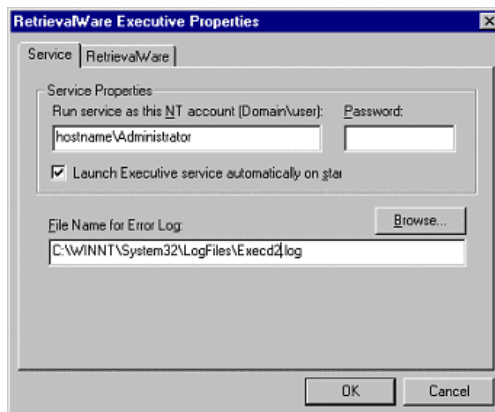 RetrievalWare Executive Properties
Service RetrievalWare
Service Properties
Run service as this NT account (Domain\user): Password:
hostname\Administrator
Launch Executive service automatically on star
File Name for Error Log: Browse...
C:\WINNT\System32\LogFiles\Execd2.log
OK Cancel